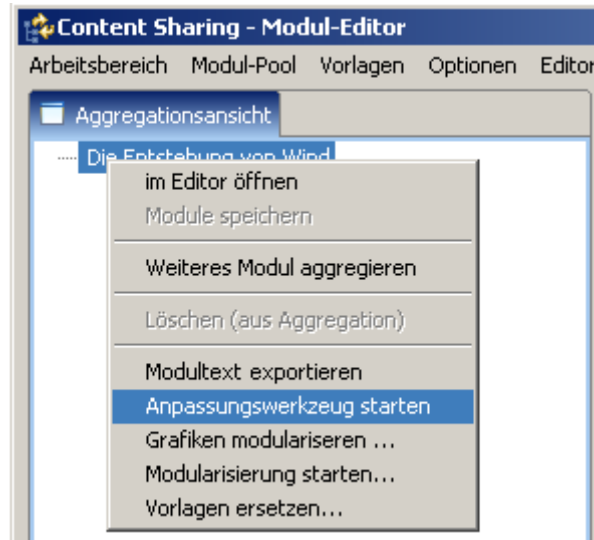 Content Sharing - Modul-Editor
Arbeitsbereich Modul-Pool Vorlagen Optionen Editor
Aggregationsansicht
Die Entstehung von Wind
im Editor öffnen
Module speichern
Weiteres Modul aggregieren
Löschen (aus Aggregation)
Modultext exportieren
Anpassungswerkzeug starten
Grafiken modulariseren ...
Modularisierung starten...
Vorlagen ersetzen...